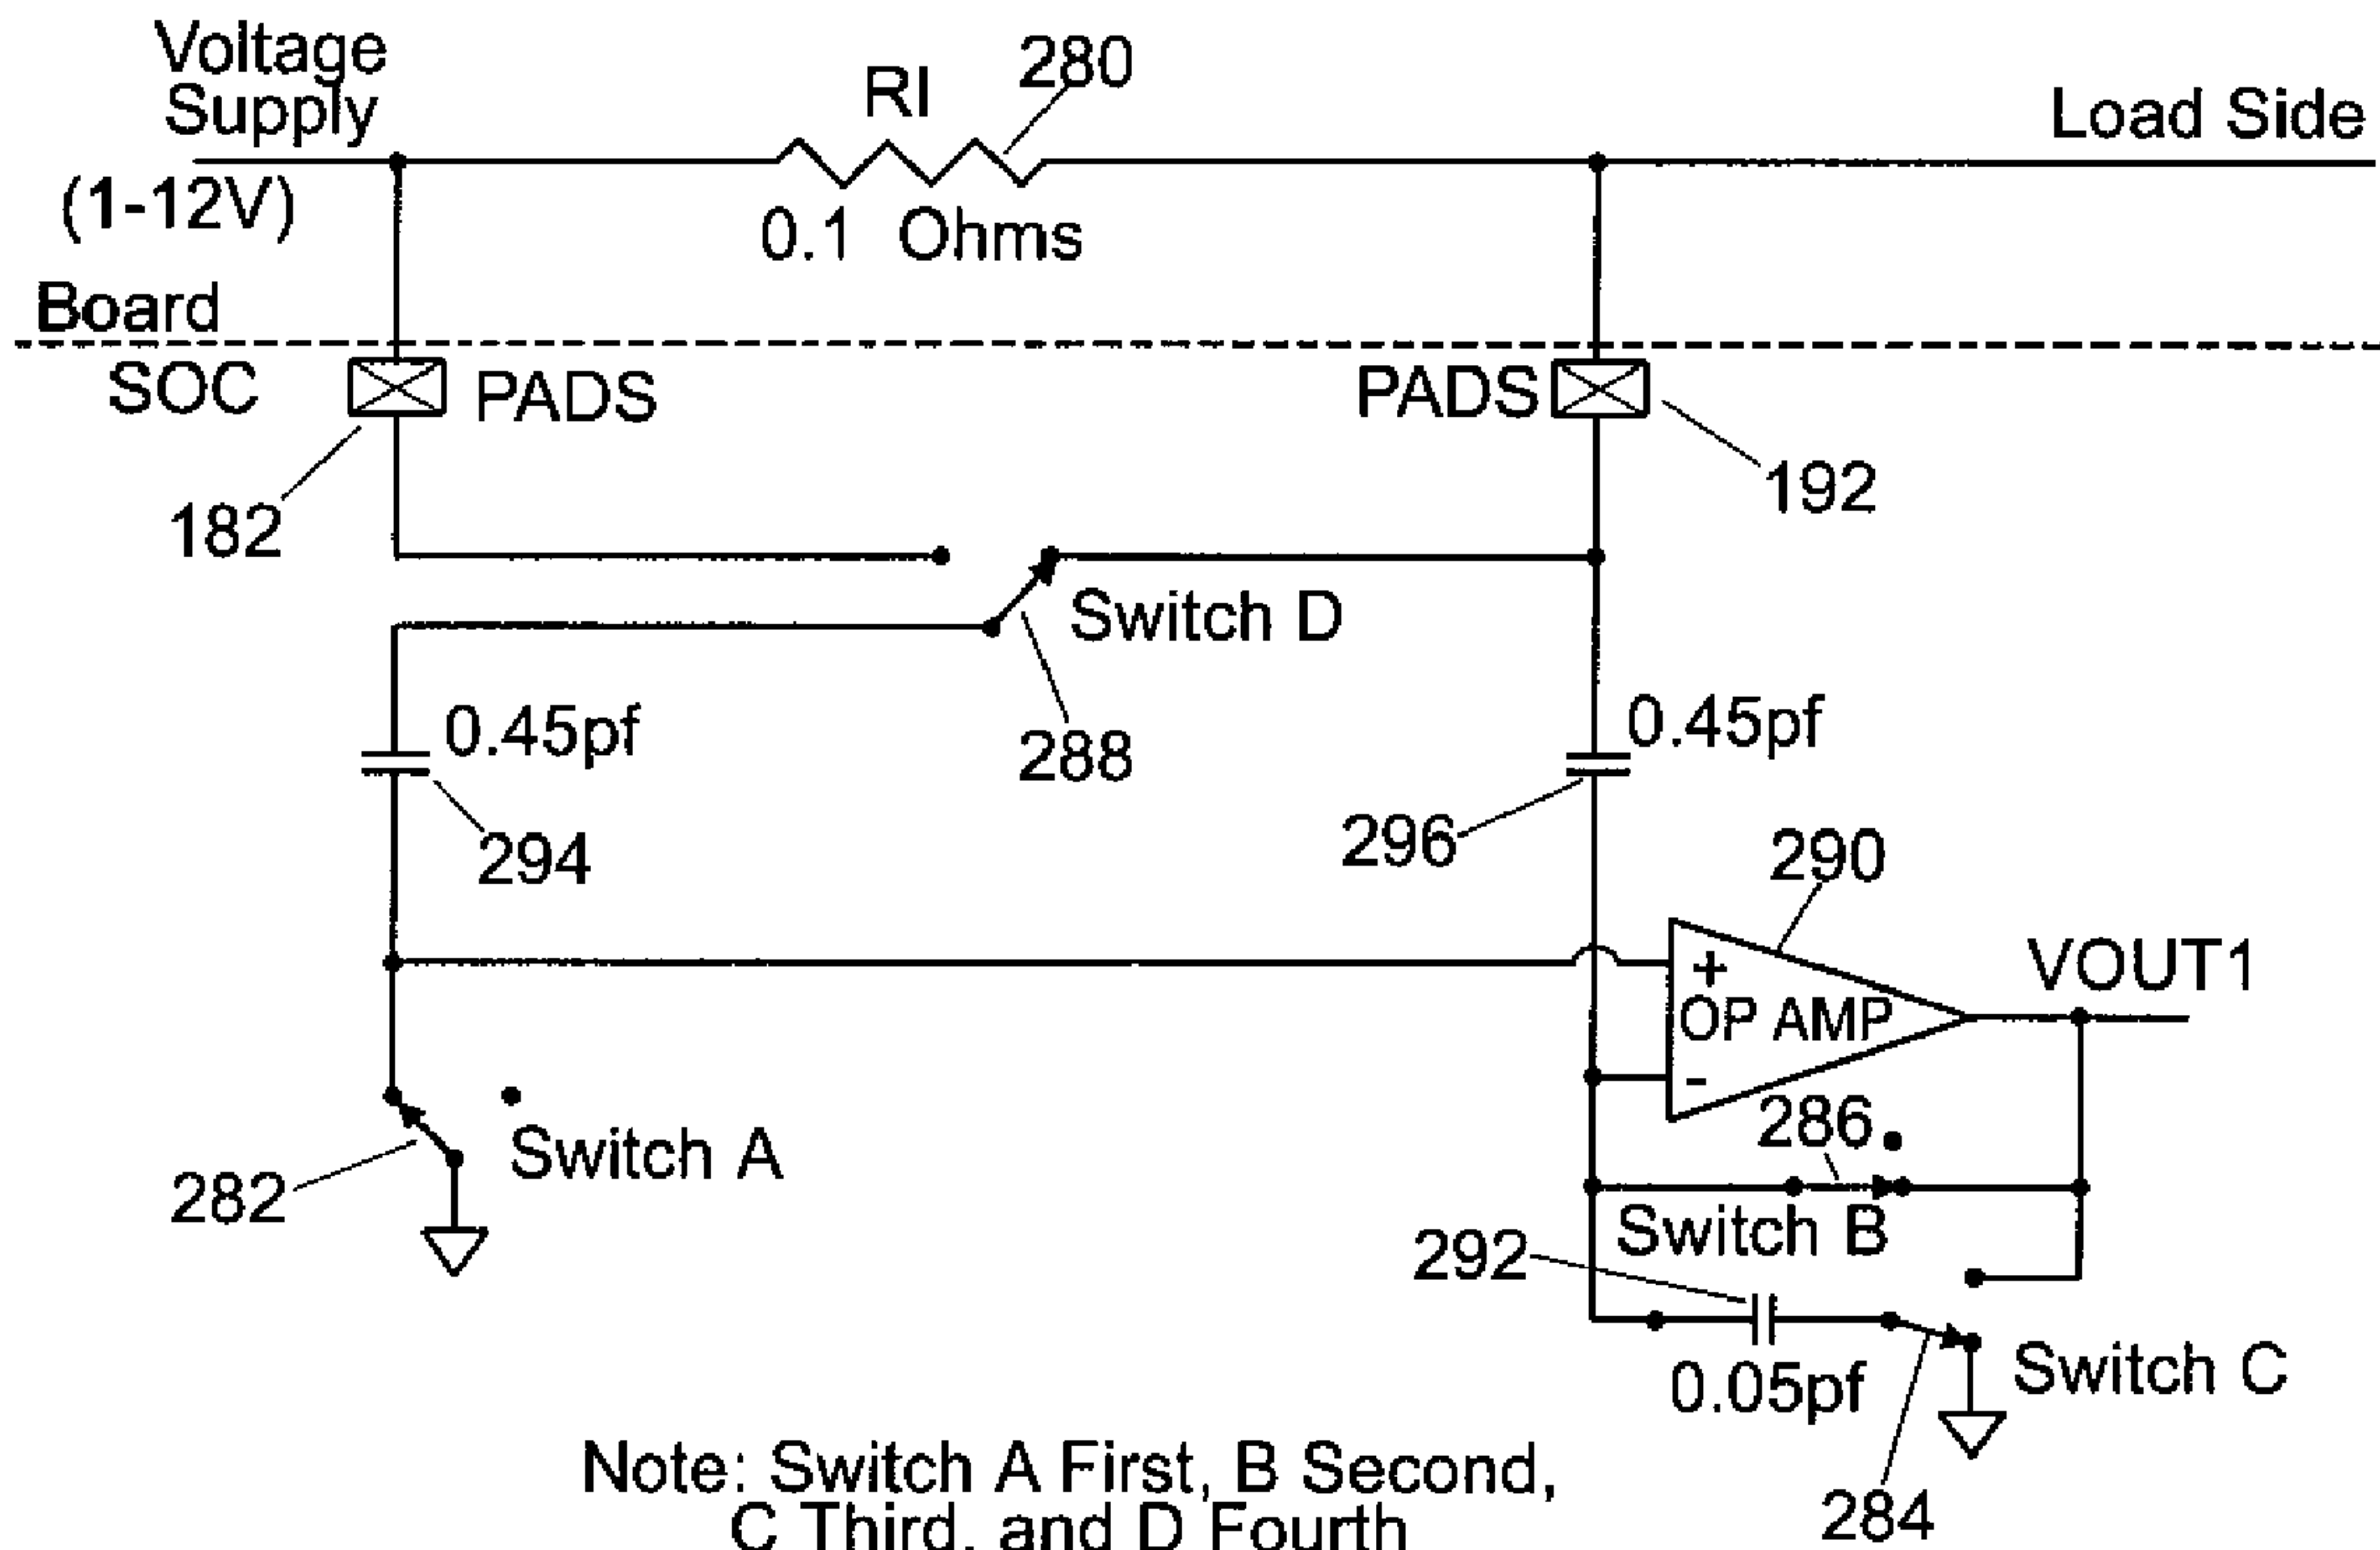 Voltage
Supply
(1-12V)
RI
280
0.1 Ohms
Load Side
Board
SOC
PADS
PADS
182
192
Switch D
288
0.45pf
0.45pf
294
296
290
+
OP AMP
-
VOUT1
286
Switch A
282
Switch B
292
0.05pf
Switch C
284
Note: Switch A First, B Second,
C Third, and D Fourth